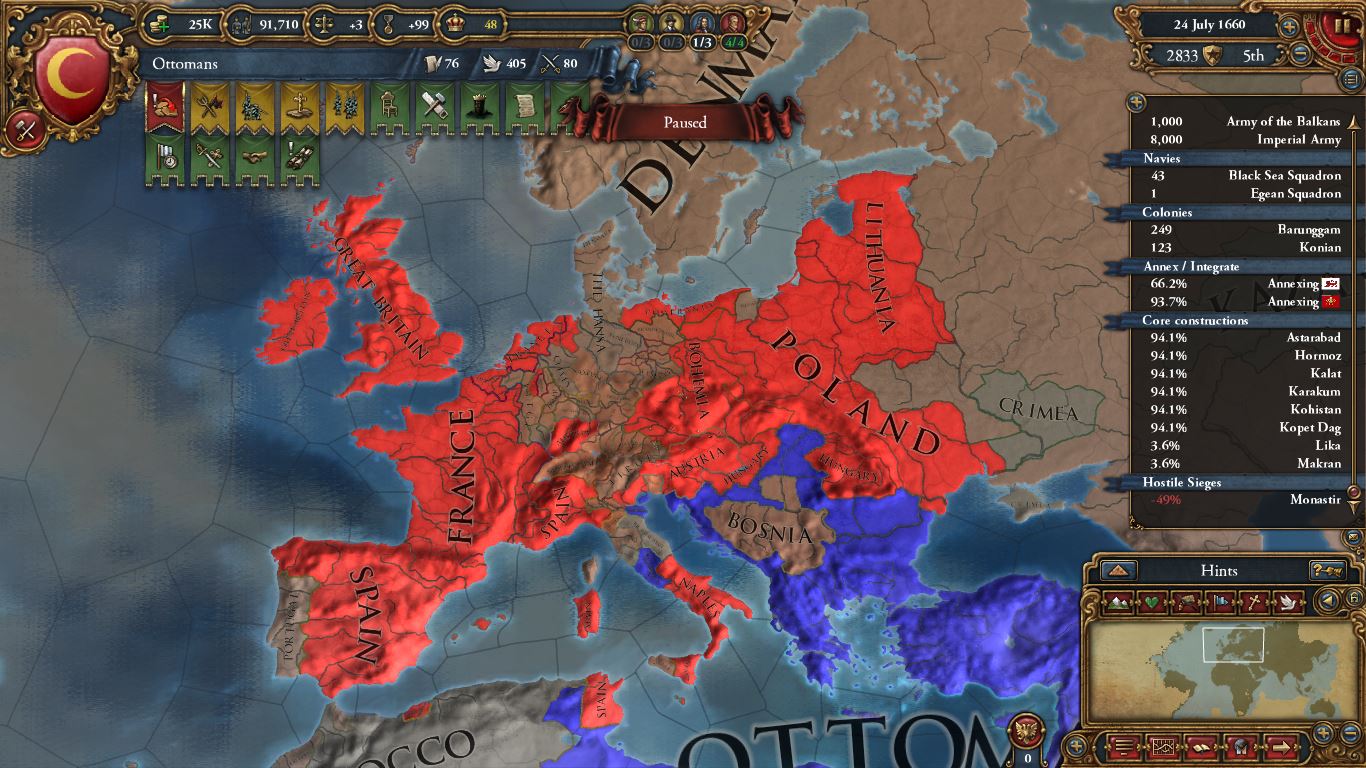 25K 91,710 +3 +99 48
0/3 0/3 1/3 4/4
24 July 1660
2833 5th
Ottomans 76 405 80
Paused
1,000 Army of the Balkans
8,000 Imperial Army
Navies
43 Black Sea Squadron
1 Egean Squadron
Colonies
249 Barunggam
123 Konian
Annex / Integrate
66.2% Annexing
93.7% Annexing
Core constructions
94.1% Astarabad
94.1% Hormoz
94.1% Kalat
94.1% Karakum
94.1% Kohistan
94.1% Kopet Dag
3.6% Lika
3.6% Makran
Hostile Sieges
-49% Monastir
Hints
DENMA
LITHUANIA
GREAT BRITAIN
THE HANSA
POLAND
BOHEMIA
CRIMEA
FRANCE
AUSTRIA
HUNGARY
HUNGARY
SPAIN
BOSNIA
CRIMEA
SPAIN
PORTUGAL
NAPLES
SPAIN
OCCO
OTTOM
0